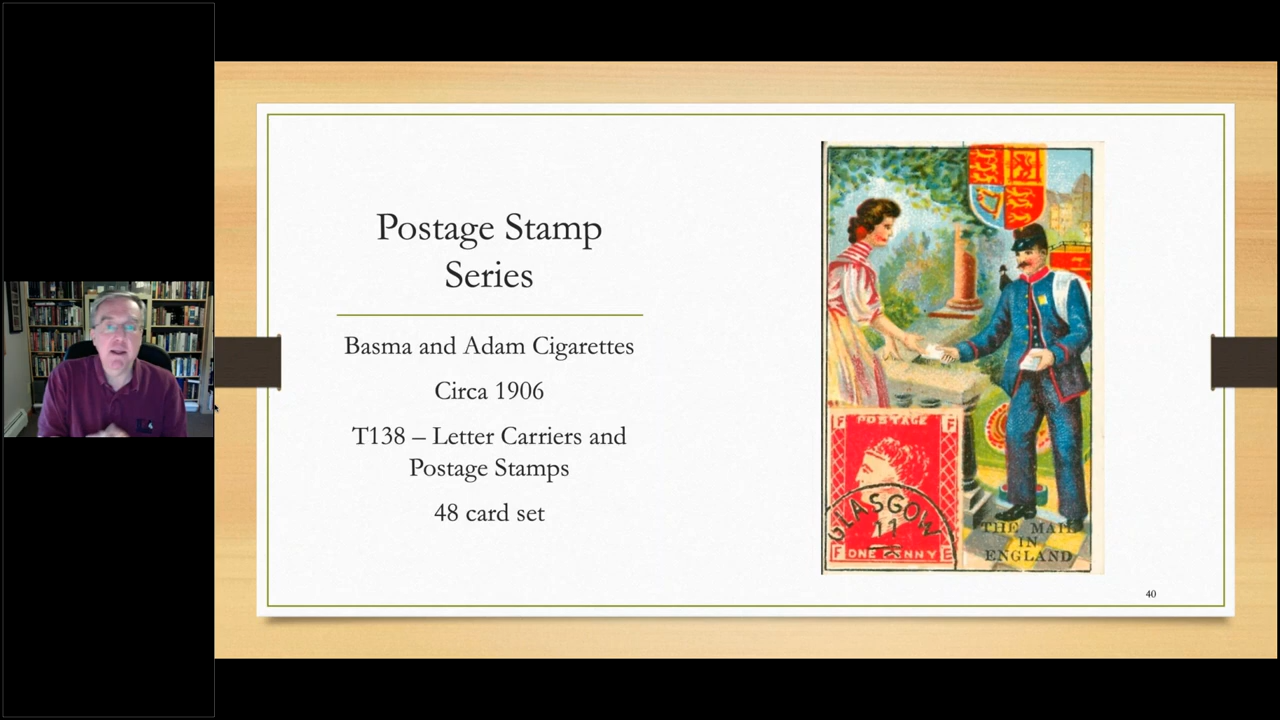 Postage Stamp
Series
Basma and Adam Cigarettes
Circa 1906
T138 – Letter Carriers and
Postage Stamps
48 card set
F POSTAGE F
GLASGOW
11
F ONE PENNY E
THE MAIL
IN
ENGLAND
40